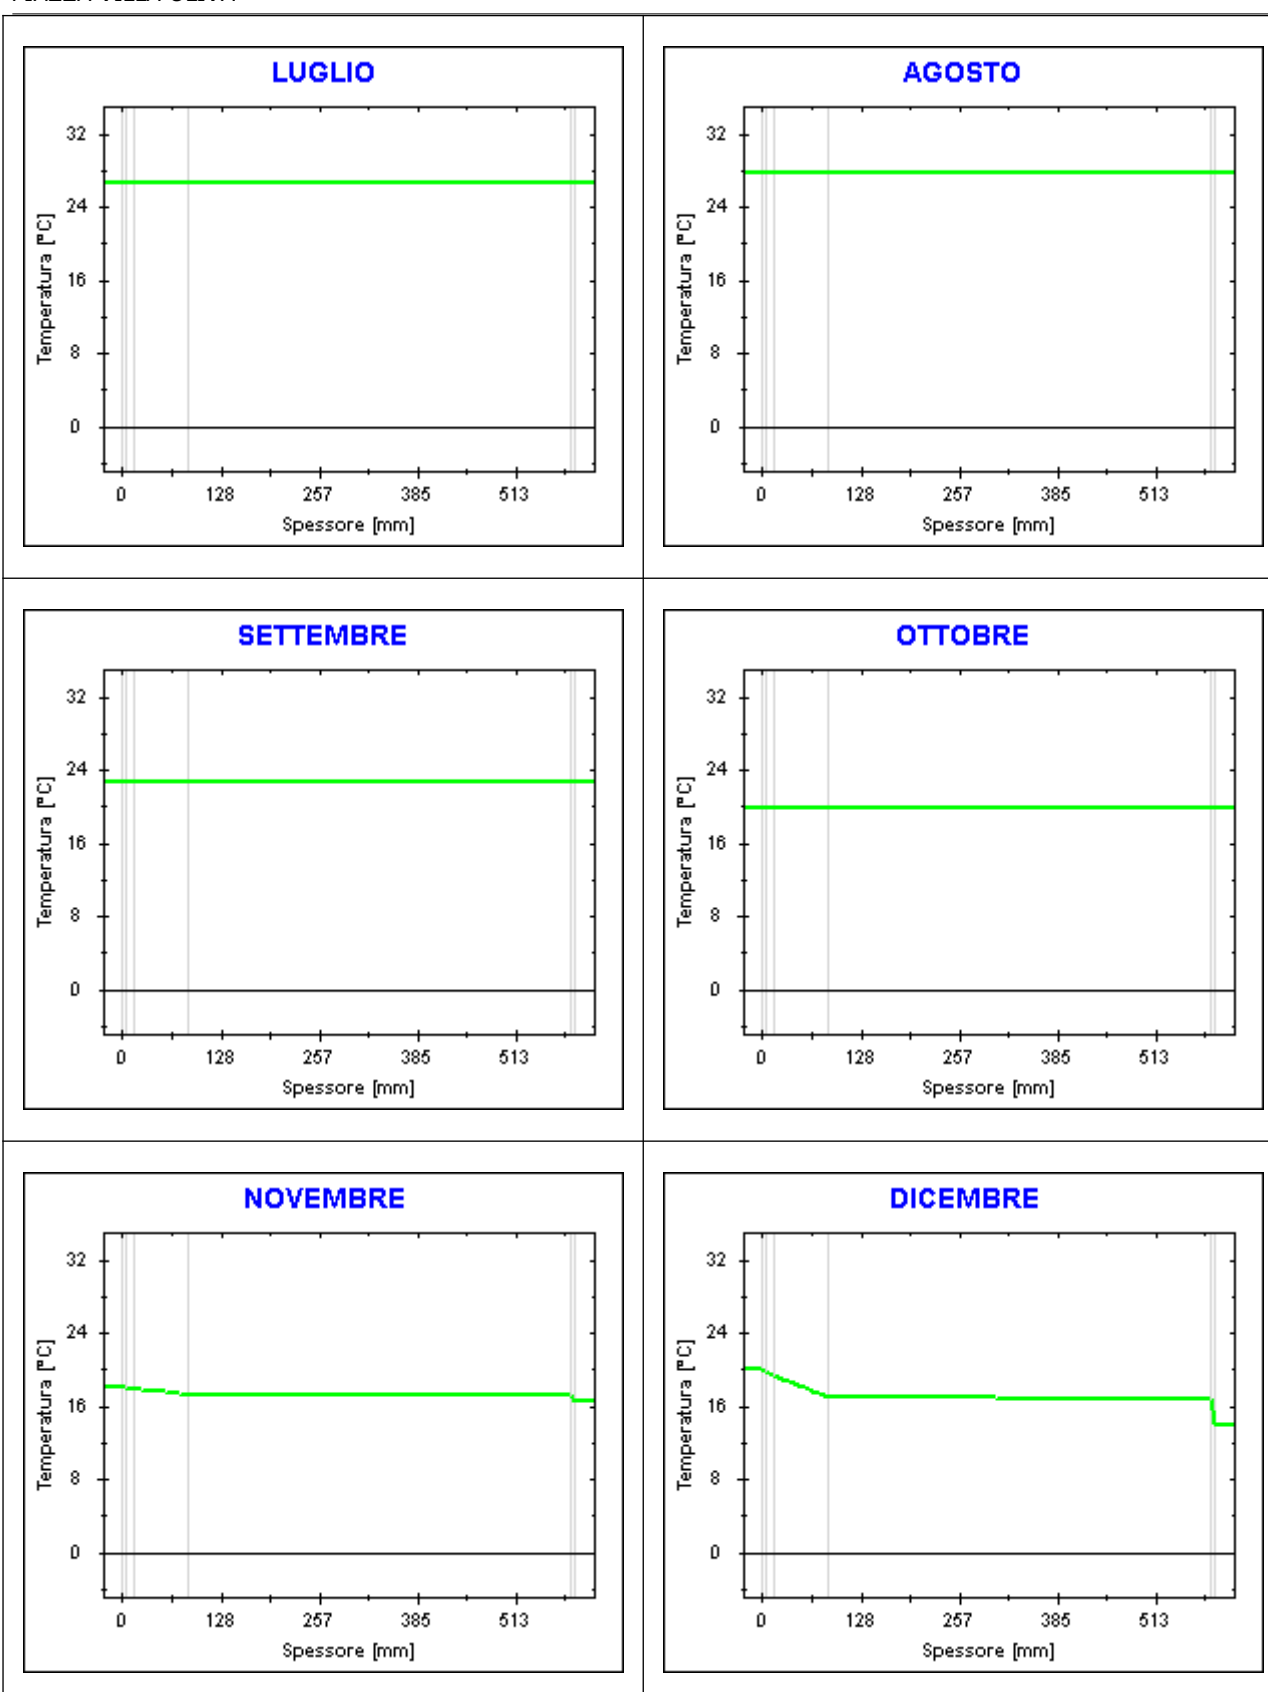 LUGLIO
32
24
16
8
0
Temperatura [°C]
0 128 257 385 513
Spessore [mm]
AGOSTO
32
24
16
8
0
Temperatura [°C]
0 128 257 385 513
Spessore [mm]
SETTEMBRE
32
24
16
8
0
Temperatura [°C]
0 128 257 385 513
Spessore [mm]
OTTOBRE
32
24
16
8
0
Temperatura [°C]
0 128 257 385 513
Spessore [mm]
NOVEMBRE
32
24
16
8
0
Temperatura [°C]
0 128 257 385 513
Spessore [mm]
DICEMBRE
32
24
16
8
0
Temperatura [°C]
0 128 257 385 513
Spessore [mm]